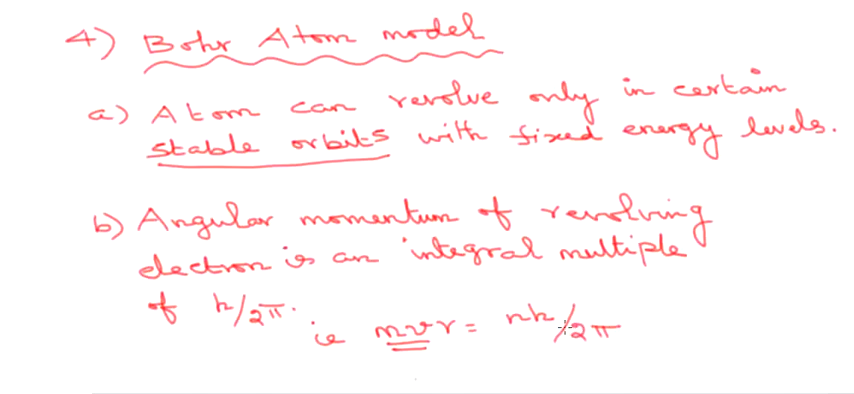 4) Bohr Atom model
a) Atom can revolve only in certain
stable orbits with fixed energy levels.
b) Angular momentum of revolving
electron is an integral multiple
of h/2π.
ie mvr = nh/2π